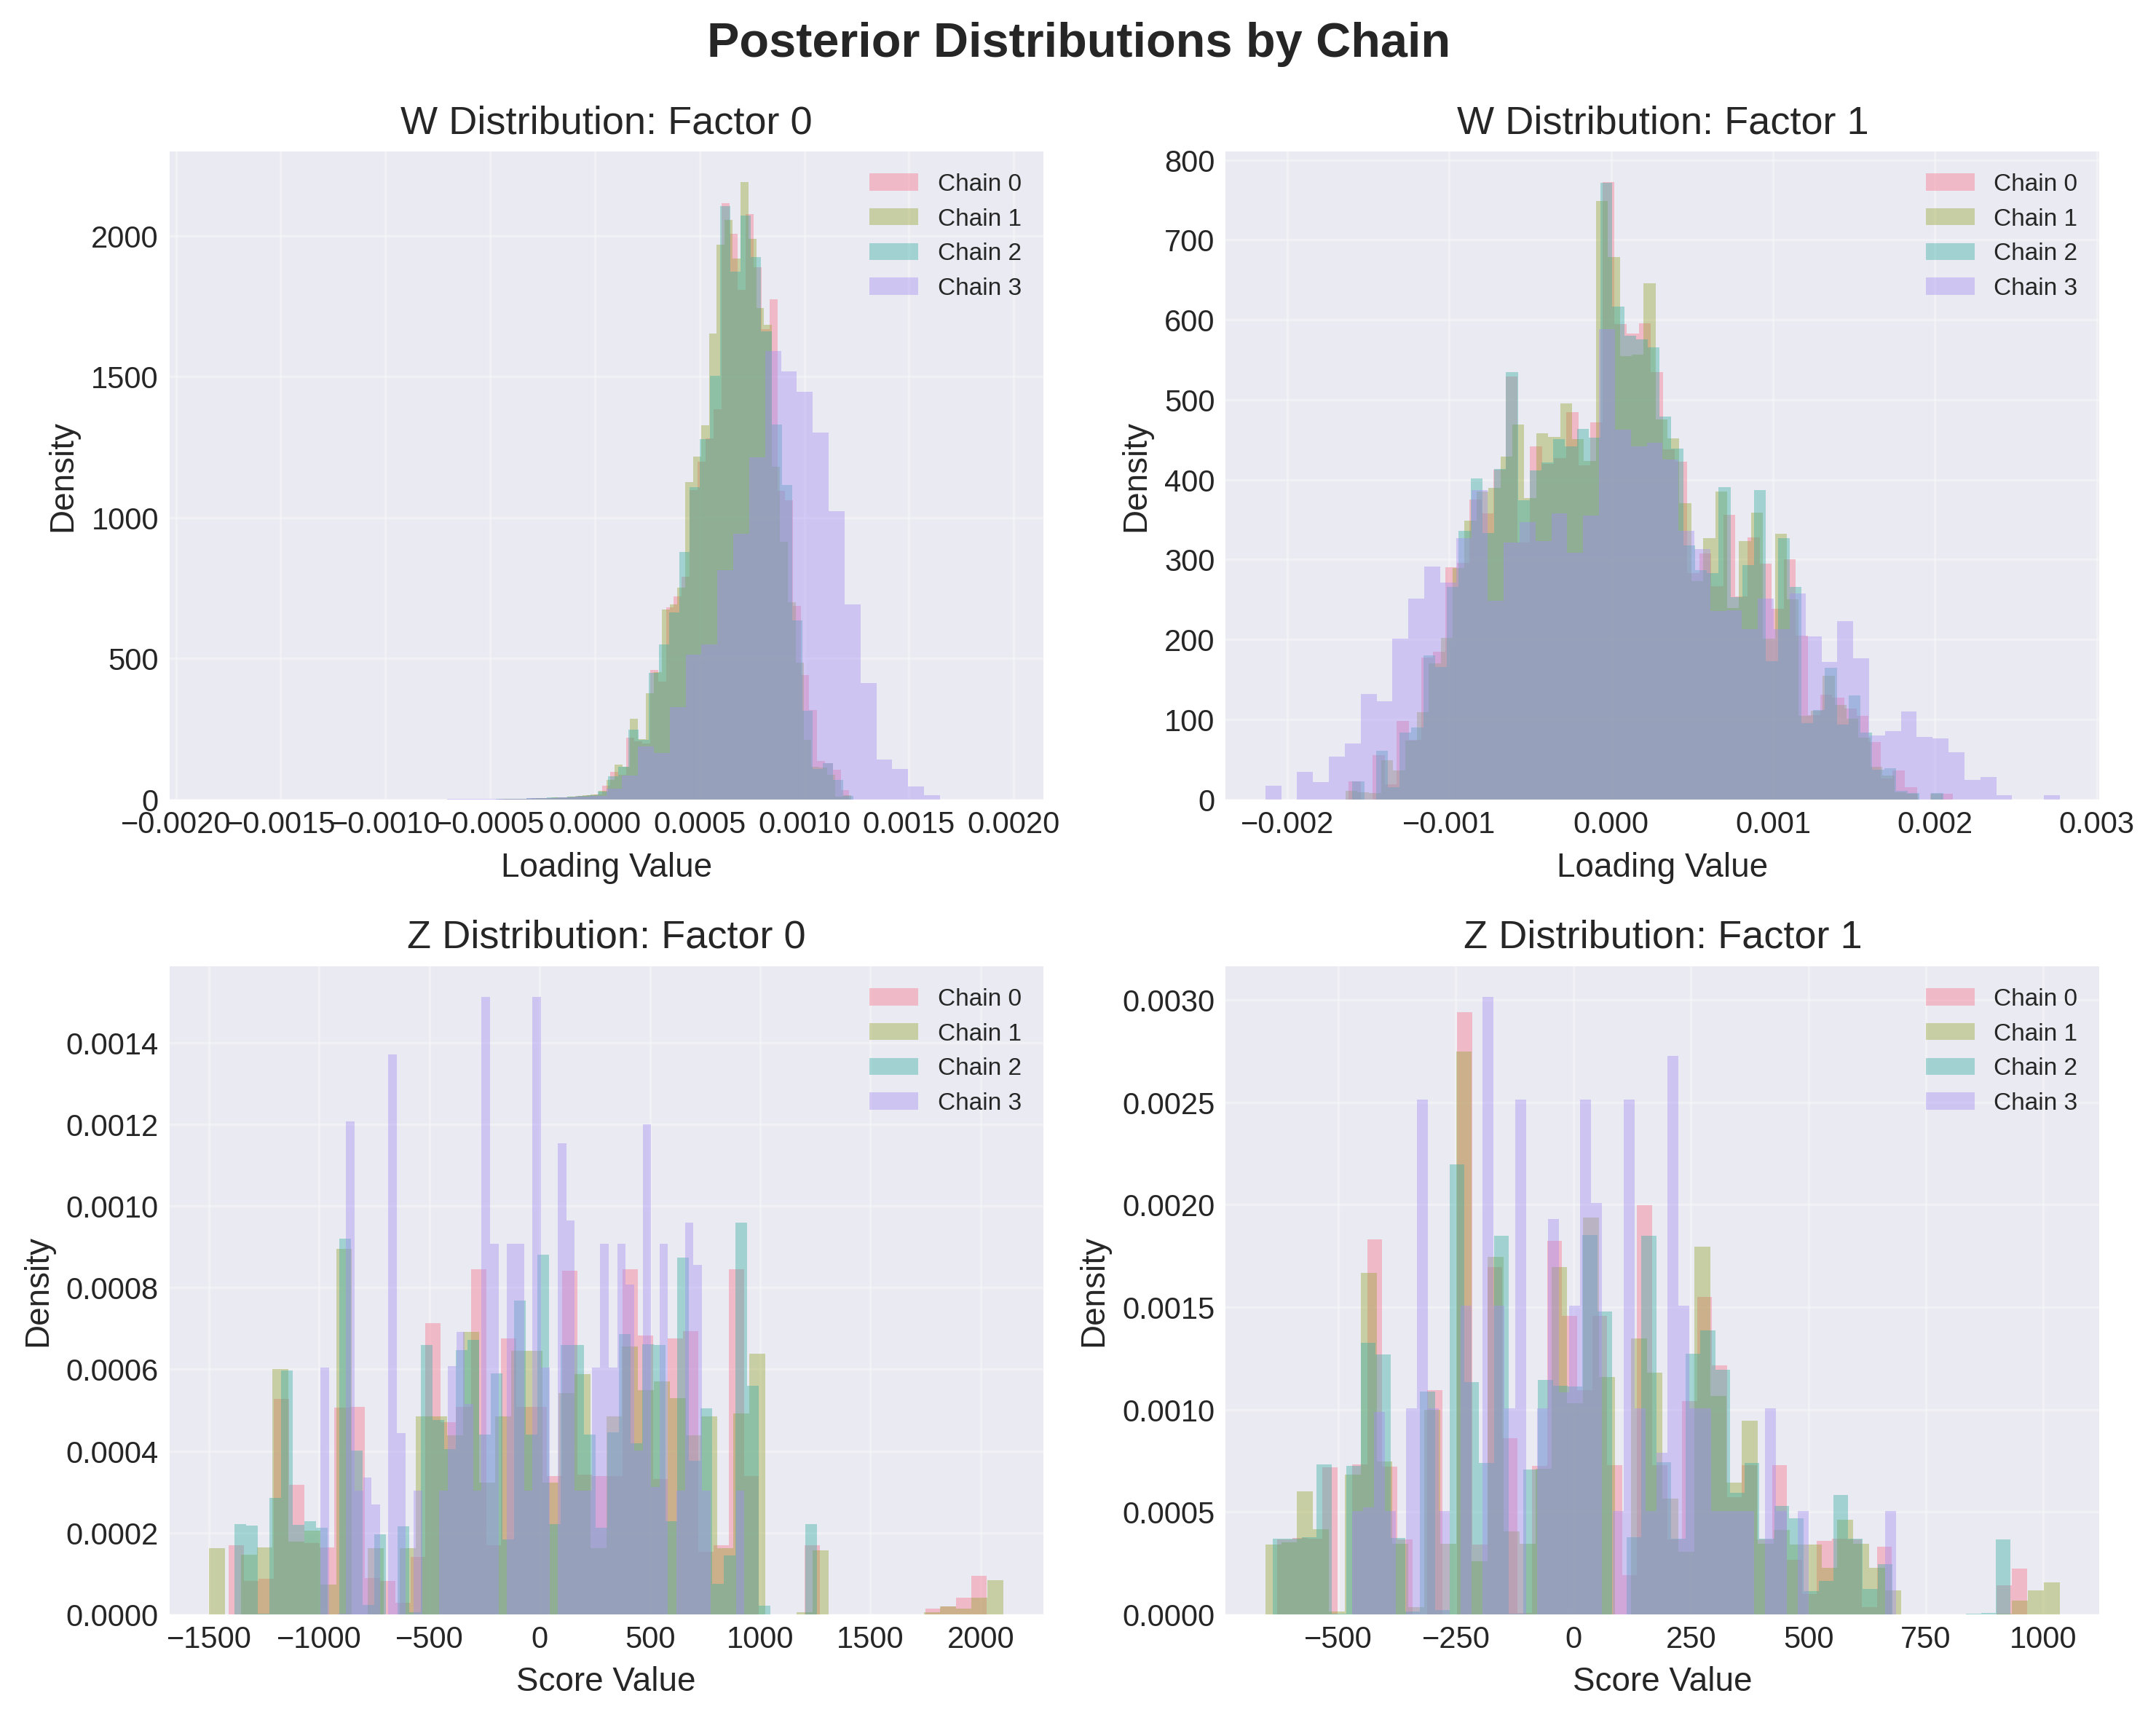 Posterior Distributions by Chain
W Distribution: Factor 0
Chain 0
Chain 1
Chain 2
Chain 3
2000
1500
1000
500
0
Density
−0.0020
−0.0015
−0.0010
−0.0005
0.0000
0.0005
0.0010
0.0015
0.0020
Loading Value
W Distribution: Factor 1
Chain 0
Chain 1
Chain 2
Chain 3
800
700
600
500
400
300
200
100
0
Density
−0.002
−0.001
0.000
0.001
0.002
0.003
Loading Value
Z Distribution: Factor 0
Chain 0
Chain 1
Chain 2
Chain 3
0.0014
0.0012
0.0010
0.0008
0.0006
0.0004
0.0002
0.0000
Density
−1500
−1000
−500
0
500
1000
1500
2000
Score Value
Z Distribution: Factor 1
Chain 0
Chain 1
Chain 2
Chain 3
0.0030
0.0025
0.0020
0.0015
0.0010
0.0005
0.0000
Density
−500
−250
0
250
500
750
1000
Score Value